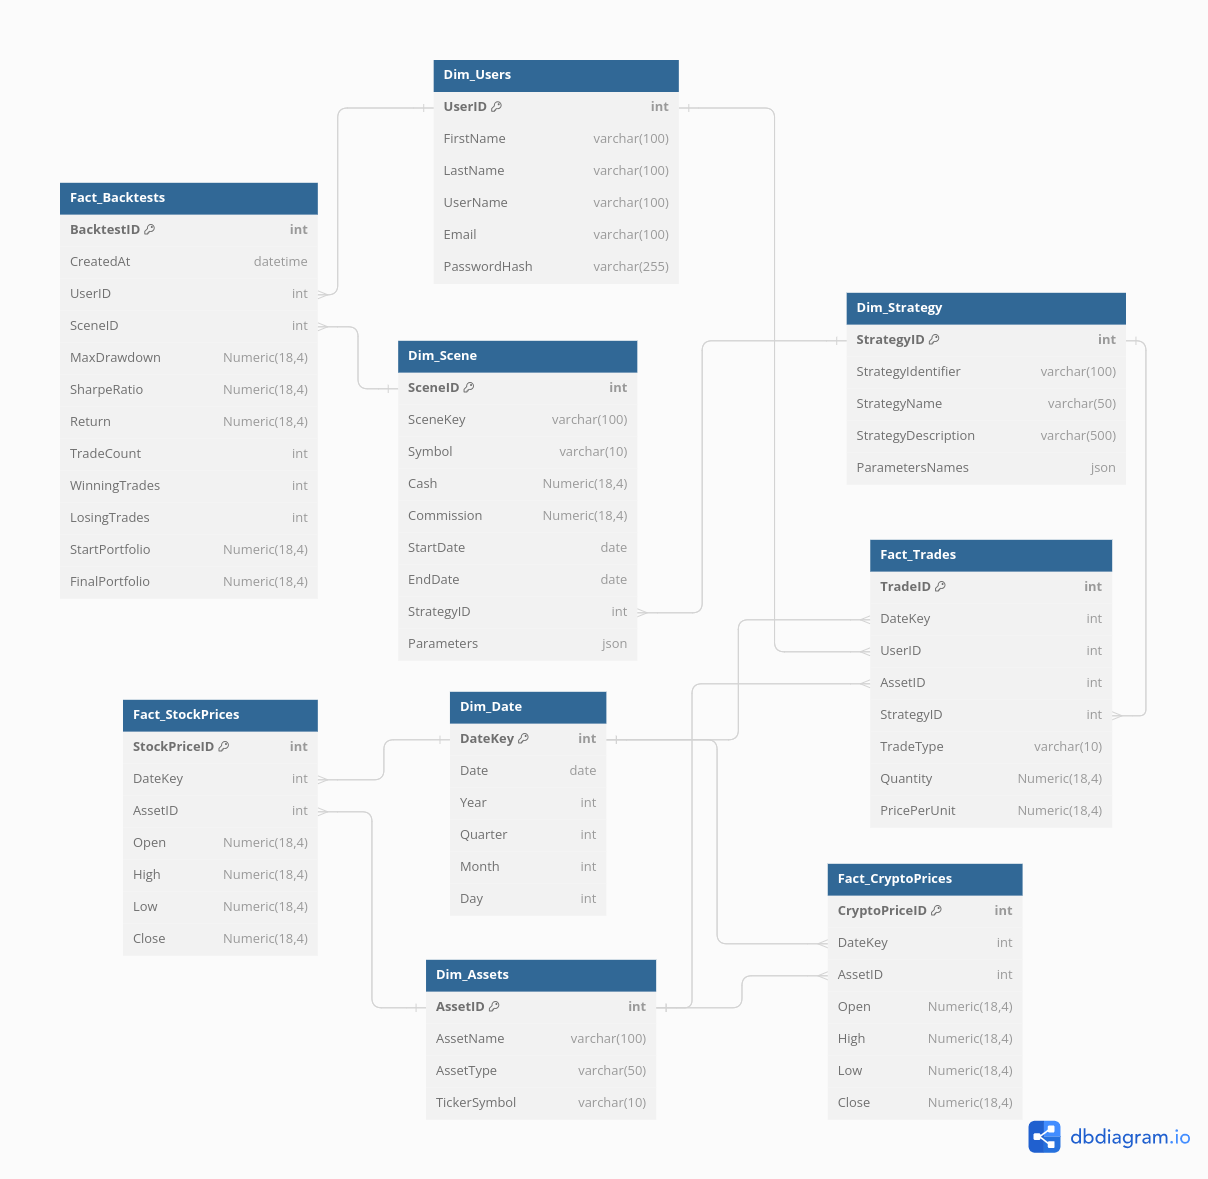 Dim_Users
UserID int
FirstName varchar(100)
LastName varchar(100)
UserName varchar(100)
Email varchar(100)
PasswordHash varchar(255)
Fact_Backtests
BacktestID int
CreatedAt datetime
UserID int
SceneID int
MaxDrawdown Numeric(18,4)
SharpeRatio Numeric(18,4)
Return Numeric(18,4)
TradeCount int
WinningTrades int
LosingTrades int
StartPortfolio Numeric(18,4)
FinalPortfolio Numeric(18,4)
Dim_Scene
SceneID int
SceneKey varchar(100)
Symbol varchar(10)
Cash Numeric(18,4)
Commission Numeric(18,4)
StartDate date
EndDate date
StrategyID int
Parameters json
Dim_Strategy
StrategyID int
StrategyIdentifier varchar(100)
StrategyName varchar(50)
StrategyDescription varchar(500)
ParametersNames json
Fact_Trades
TradeID int
DateKey int
UserID int
AssetID int
StrategyID int
TradeType varchar(10)
Quantity Numeric(18,4)
PricePerUnit Numeric(18,4)
Fact_StockPrices
StockPriceID int
DateKey int
AssetID int
Open Numeric(18,4)
High Numeric(18,4)
Low Numeric(18,4)
Close Numeric(18,4)
Dim_Date
DateKey int
Date date
Year int
Quarter int
Month int
Day int
Fact_CryptoPrices
CryptoPriceID int
DateKey int
AssetID int
Open Numeric(18,4)
High Numeric(18,4)
Low Numeric(18,4)
Close Numeric(18,4)
Dim_Assets
AssetID int
AssetName varchar(100)
AssetType varchar(50)
TickerSymbol varchar(10)
dbdiagram.io